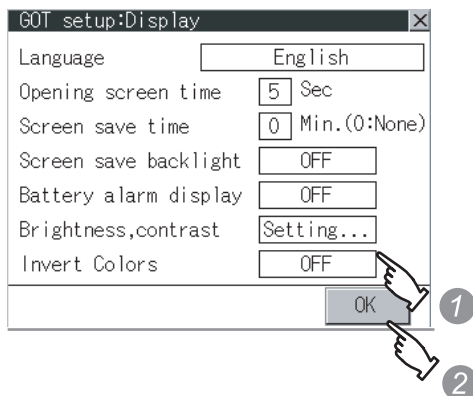 GOT setup:Display
Language English
Opening screen time 5 Sec
Screen save time 0 Min.(0:None)
Screen save backlight OFF
Battery alarm display OFF
Brightness,contrast Setting...
Invert Colors OFF
OK
1
2